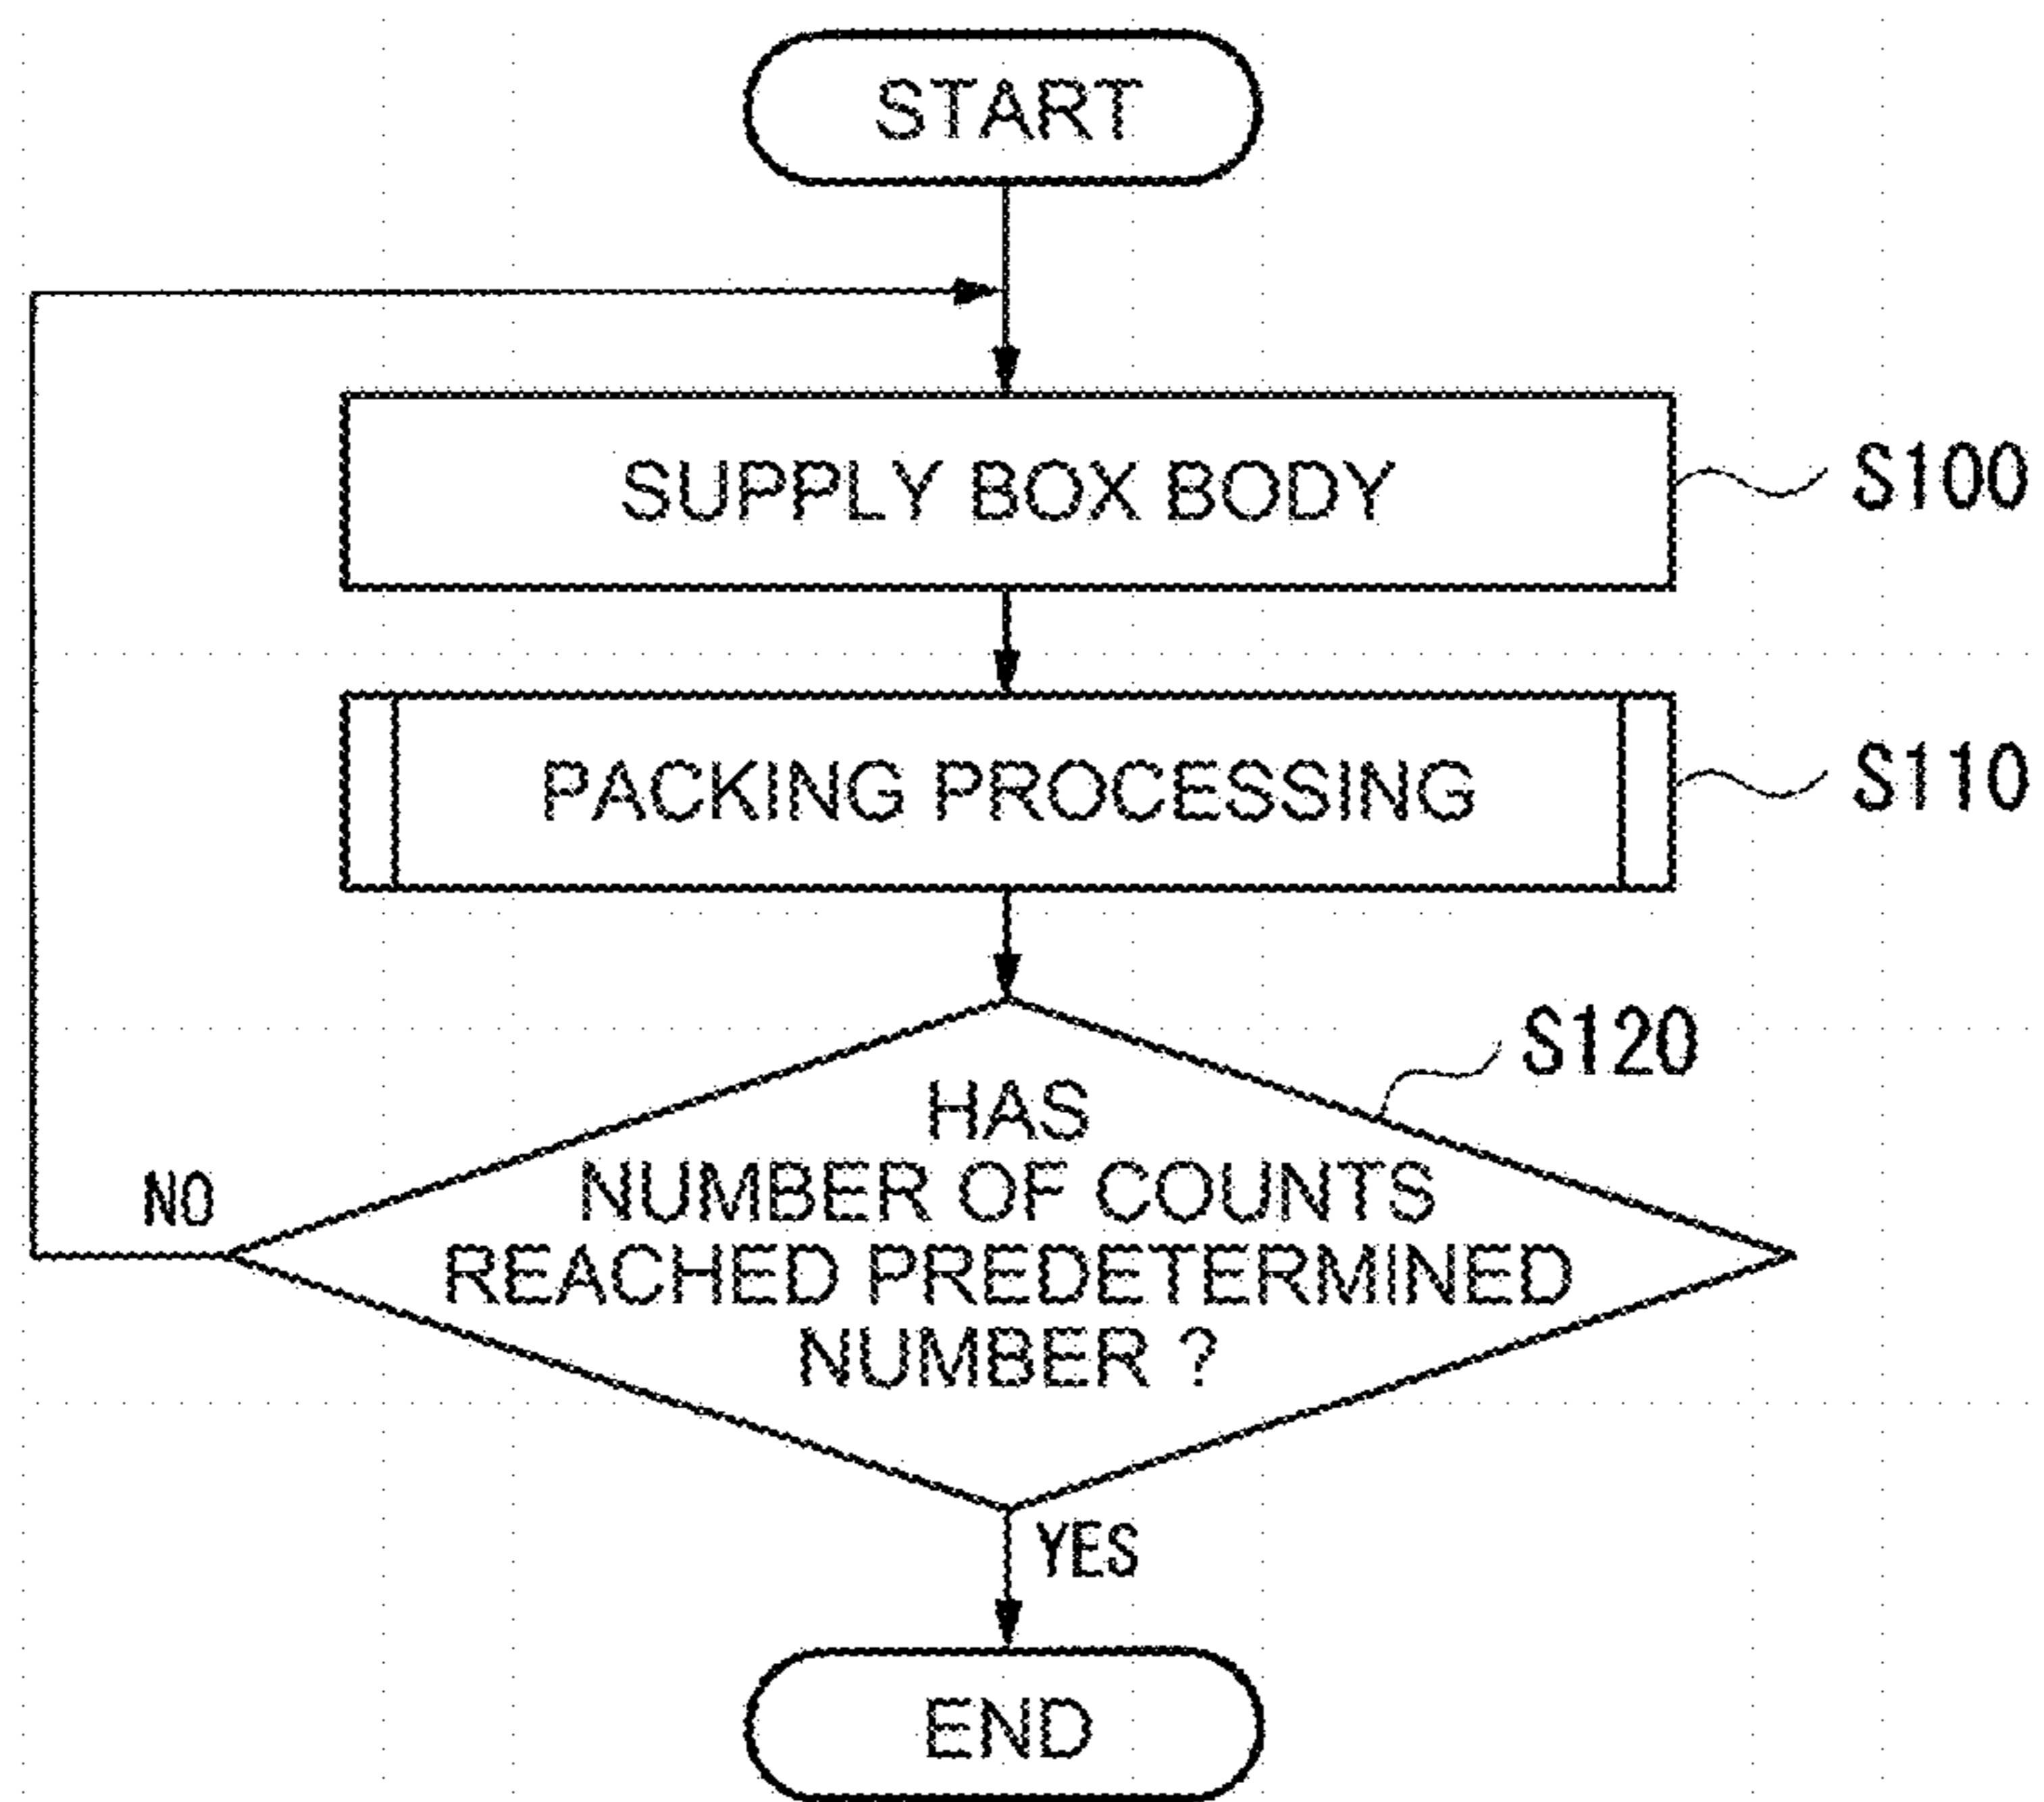 START
SUPPLY BOX BODY
S100
PACKING PROCESSING
S110
S120
HAS
NUMBER OF COUNTS
REACHED PREDETERMINED
NUMBER ?
NO
YES
END